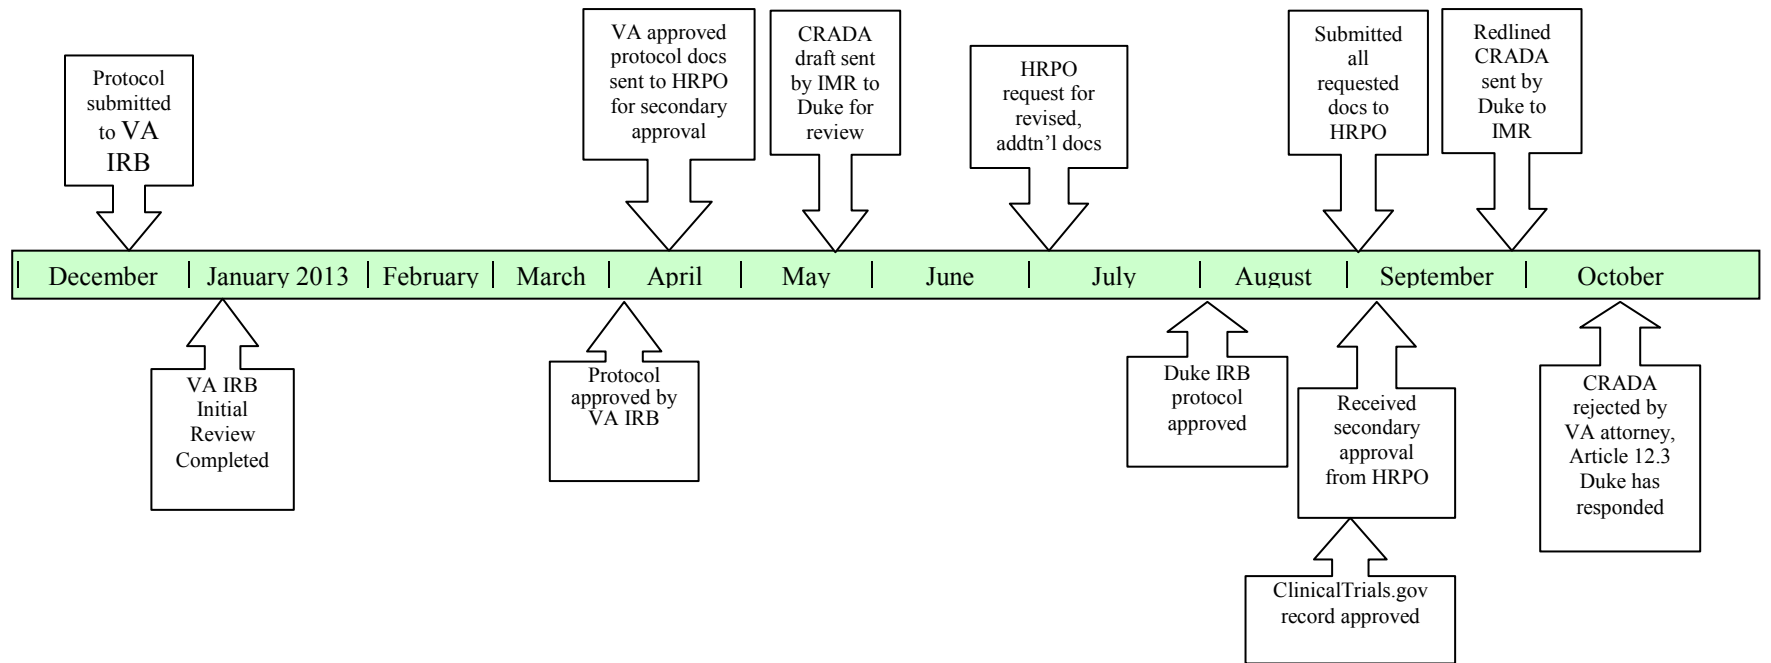 Protocol
submitted
to VA
IRB
VA approved
protocol docs
sent to HRPO
for secondary
approval
CRADA
draft sent
by IMR to
Duke for
review
HRPO
request for
revised,
addtn’l docs
Submitted
all
requested
docs to
HRPO
Redlined
CRADA
sent by
Duke to
IMR
December January 2013 February March April May June July August September October
VA IRB
Initial
Review
Completed
Protocol
approved by
VA IRB
Duke IRB
protocol
approved
Received
secondary
approval
from HRPO
CRADA
rejected by
VA attorney,
Article 12.3
Duke has
responded
ClinicalTrials.gov
record approved